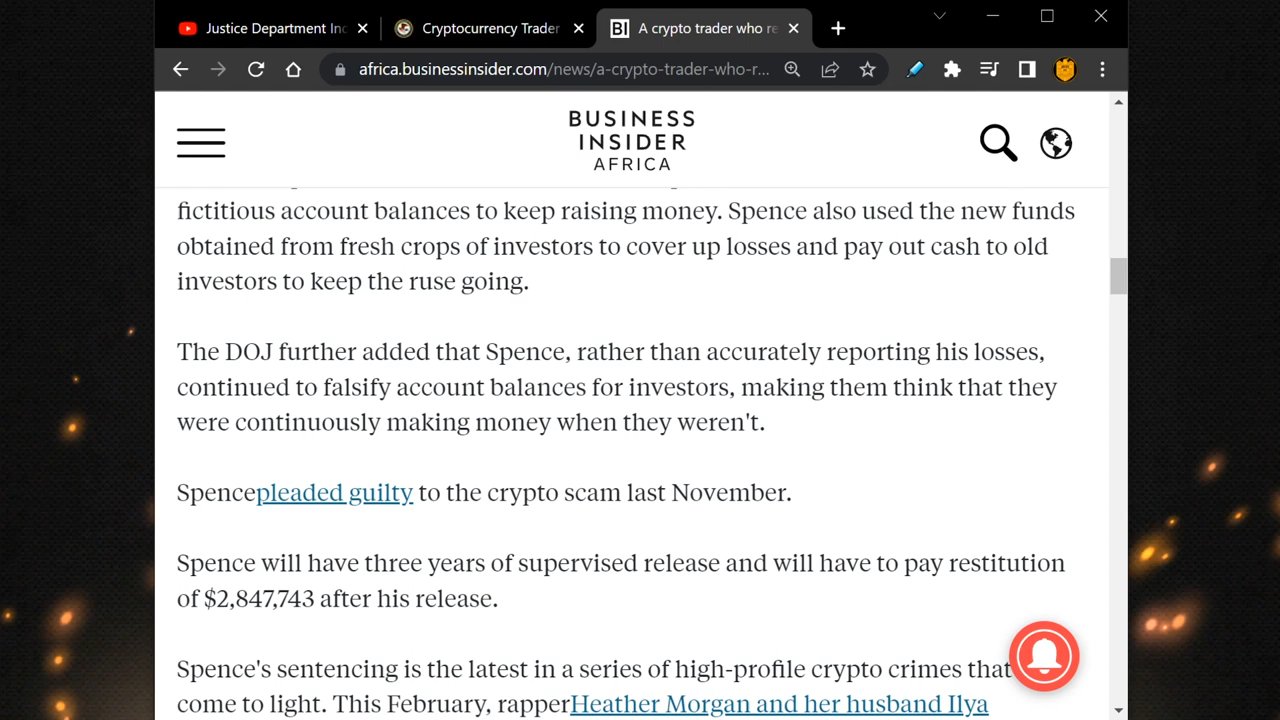 Justice Department Inc
Cryptocurrency Trader
BI
A crypto trader who re
africa.businessinsider.com/news/a-crypto-trader-who-r...
BUSINESS
INSIDER
AFRICA
fictitious account balances to keep raising money. Spence also used the new funds
obtained from fresh crops of investors to cover up losses and pay out cash to old
investors to keep the ruse going.
The DOJ further added that Spence, rather than accurately reporting his losses,
continued to falsify account balances for investors, making them think that they
were continuously making money when they weren't.
Spencepleaded guilty to the crypto scam last November.
Spence will have three years of supervised release and will have to pay restitution
of $2,847,743 after his release.
Spence's sentencing is the latest in a series of high-profile crypto crimes that
come to light. This February, rapperHeather Morgan and her husband Ilya